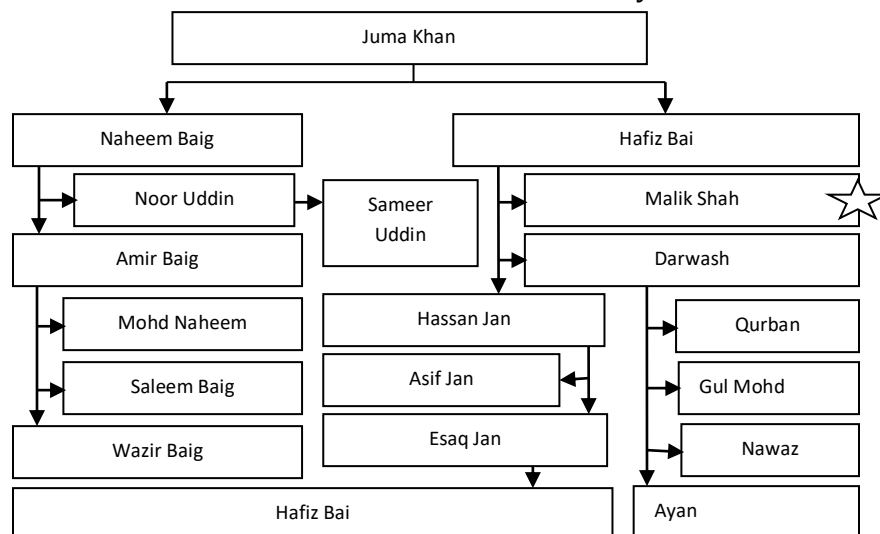 Juma Khan
Naheem Baig
Hafiz Bai
Noor Uddin
Sameer
Uddin
Malik Shah
Amir Baig
Darwash
Mohd Naheem
Hassan Jan
Qurban
Saleem Baig
Asif Jan
Gul Mohd
Wazir Baig
Esaq Jan
Nawaz
Hafiz Bai
Ayan